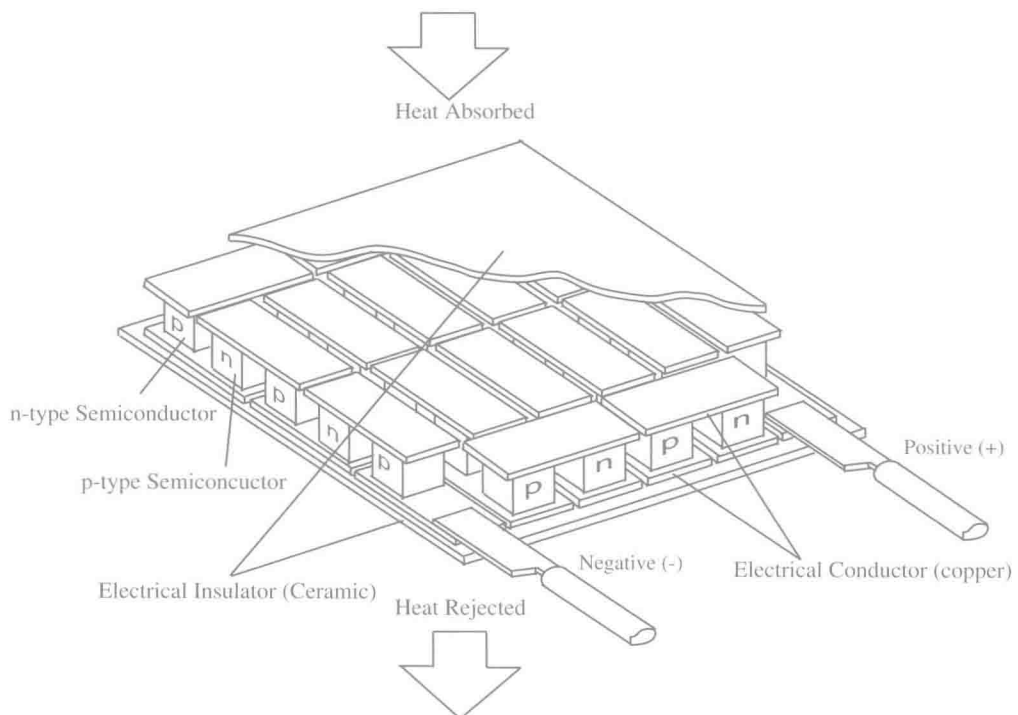 Heat Absorbed
p
n
p
n
p
p
n
p
n
n-type Semiconductor
p-type Semiconcuctor
Positive (+)
Negative (-)
Electrical Conductor (copper)
Electrical Insulator (Ceramic)
Heat Rejected